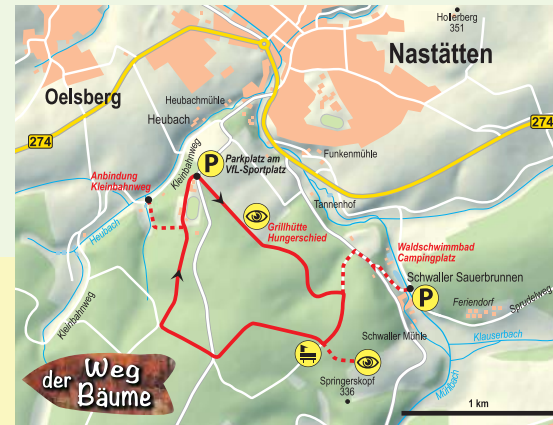 Hollerberg
351
Nastätten
Oelsberg
Heubachmühle
Heubach
274
274
Kleinbahnweg
P
Parkplatz am
VfL-Sportplatz
Funkenmühle
Anbindung
Kleinbahnweg
Tannenhof
Grillhütte
Hungerschied
Heubach
Waldschwimmbad
Campingplatz
Schwaller Sauerbrunnen
P
Feriendorf
Sprudelweg
Kleinbahnweg
Schwaller Mühle
Klauserbach
Mühlbach
der Weg
Bäume
Springerskopf
336
1 km